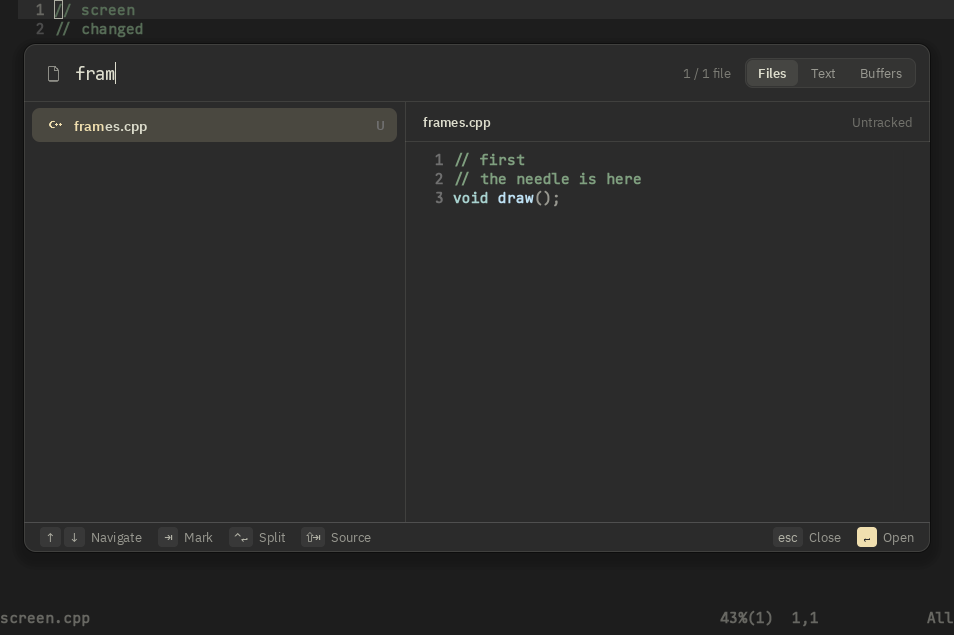 1 // screen
2 // changed
fram 1 / 1 file Files Text Buffers
C++ frames.cpp U
frames.cpp Untracked
1 // first
2 // the needle is here
3 void draw();
↑ ↓ Navigate ⇥ Mark ^↵ Split ⇧⇥ Source esc Close ↵ Open
screen.cpp 43%(1) 1,1 All